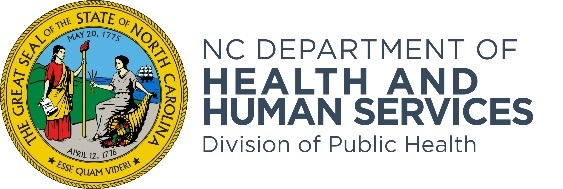 THE GREAT SEAL OF THE STATE OF NORTH CAROLINA
MAY 20, 1775
APRIL 12, 1776
ESSE QUAM VIDERI
NC DEPARTMENT OF
HEALTH AND
HUMAN SERVICES
Division of Public Health